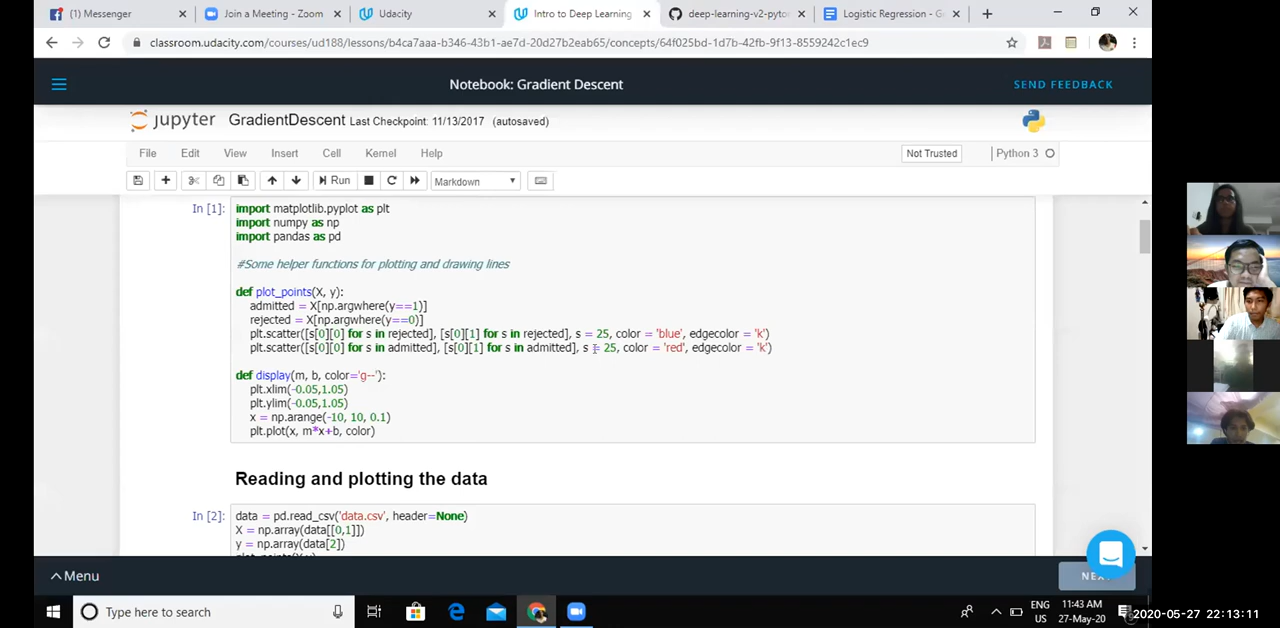 (1) Messenger
Join a Meeting - Zoom
Udacity
Intro to Deep Learning
deep-learning-v2-pytor
Logistic Regression - G
classroom.udacity.com/courses/ud188/lessons/b4ca7aaa-b346-43b1-ae7d-20d27b2eab65/concepts/64f025bd-1d7b-42fb-9f13-8559242c1ec9
Notebook: Gradient Descent
SEND FEEDBACK
jupyter GradientDescent Last Checkpoint: 11/13/2017 (autosaved)
File Edit View Insert Cell Kernel Help
Not Trusted
Python 3
Run
Markdown
In [1]:
import matplotlib.pyplot as plt
import numpy as np
import pandas as pd
#Some helper functions for plotting and drawing lines
def plot_points(X, y):
admitted = X[np.argwhere(y==1)]
rejected = X[np.argwhere(y==0)]
plt.scatter([s[0][0] for s in rejected], [s[0][1] for s in rejected], s = 25, color = 'blue', edgecolor = 'k')
plt.scatter([s[0][0] for s in admitted], [s[0][1] for s in admitted], s = 25, color = 'red', edgecolor = 'k')
def display(m, b, color='g--'):
plt.xlim(-0.05,1.05)
plt.ylim(-0.05,1.05)
x = np.arange(-10, 10, 0.1)
plt.plot(x, m*x+b, color)
Reading and plotting the data
In [2]:
data = pd.read_csv('data.csv', header=None)
X = np.array(data[[0,1]])
y = np.array(data[2])
Menu
Type here to search
ENG
US
11:43 AM
27-May-20
2020-05-27 22:13:11